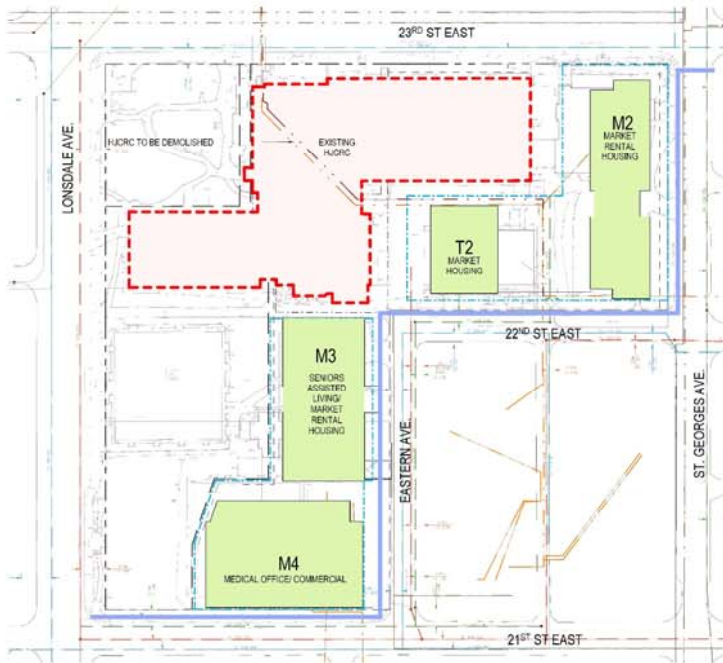 23RD ST EAST
LONSDALE AVE.
HJCRC TO BE DEMOLISHED
EXISTING
HJCRC
M2
MARKET
RENTAL
HOUSING
T2
MARKET
HOUSING
22ND ST EAST
M3
SENIORS
ASSISTED
LIVING/
MARKET
RENTAL
HOUSING
EASTERN AVE.
ST. GEORGES AVE.
M4
MEDICAL OFFICE/ COMMERCIAL
21ST ST EAST